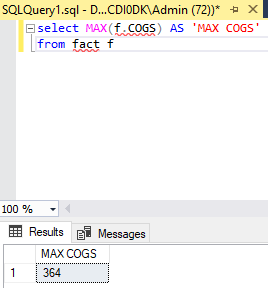 SQLQuery1.sql - D...CDI0DK\Admin (72))*
select MAX(f.COGS) AS 'MAX COGS'
from fact f
100 %
Results Messages
MAX COGS
1 364